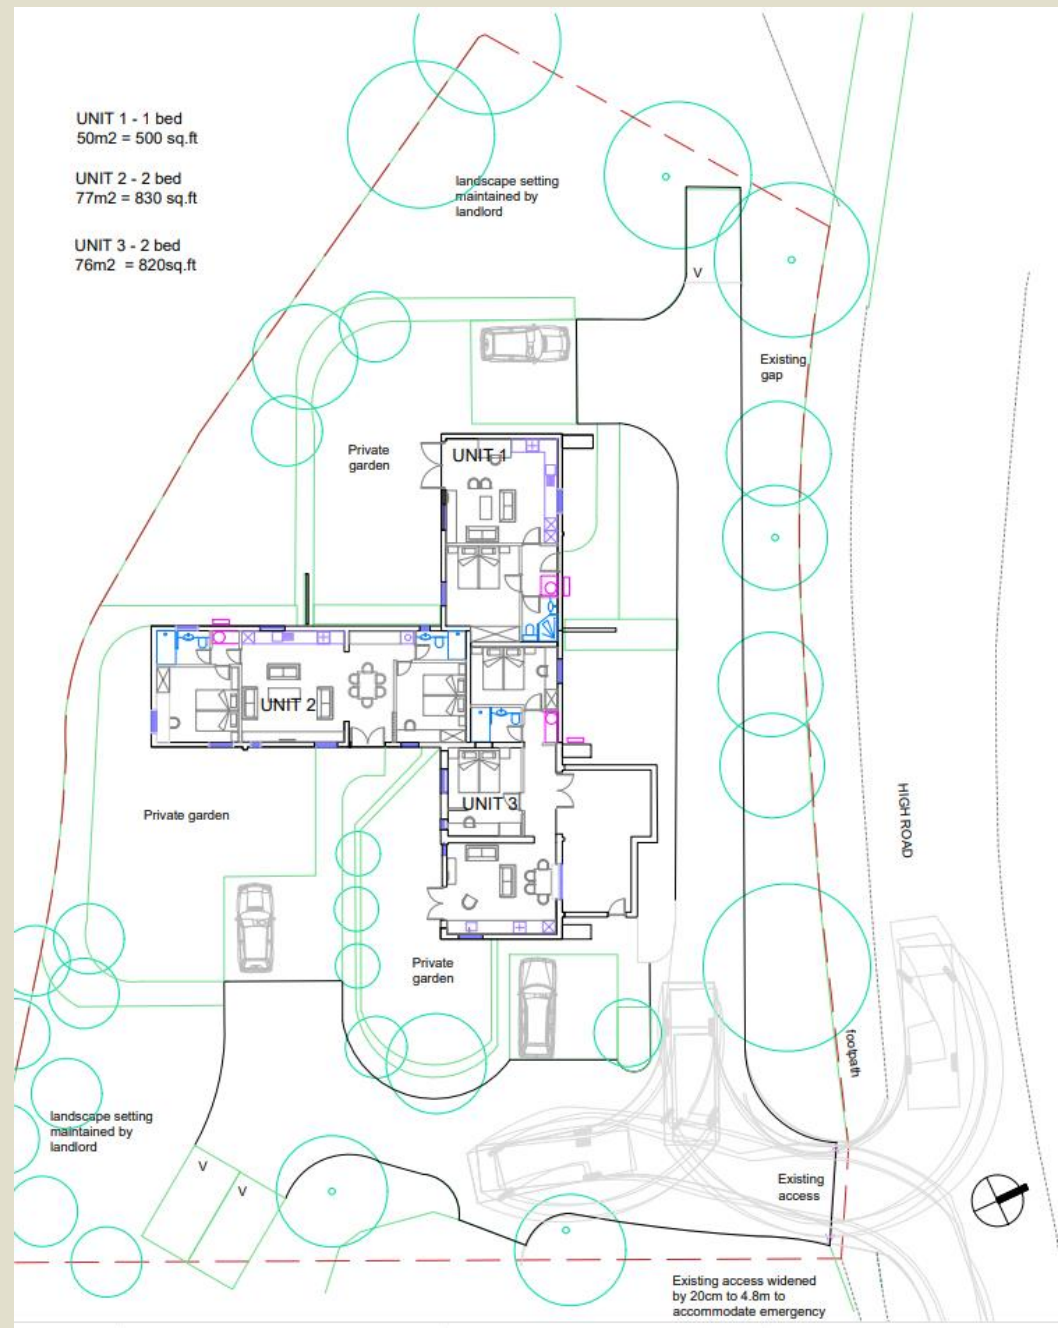 UNIT 1 - 1 bed
50m2 = 500 sq.ft
UNIT 2 - 2 bed
77m2 = 830 sq.ft
UNIT 3 - 2 bed
76m2 = 820sq.ft
landscape setting
maintained by
landlord
V
Existing
gap
Private
garden
UNIT 1
UNIT 2
UNIT 3
Private garden
HIGH ROAD
Private
garden
footpath
landscape setting
maintained by
landlord
V
V
Existing
access
Existing access widened
by 20cm to 4.8m to
accommodate emergency